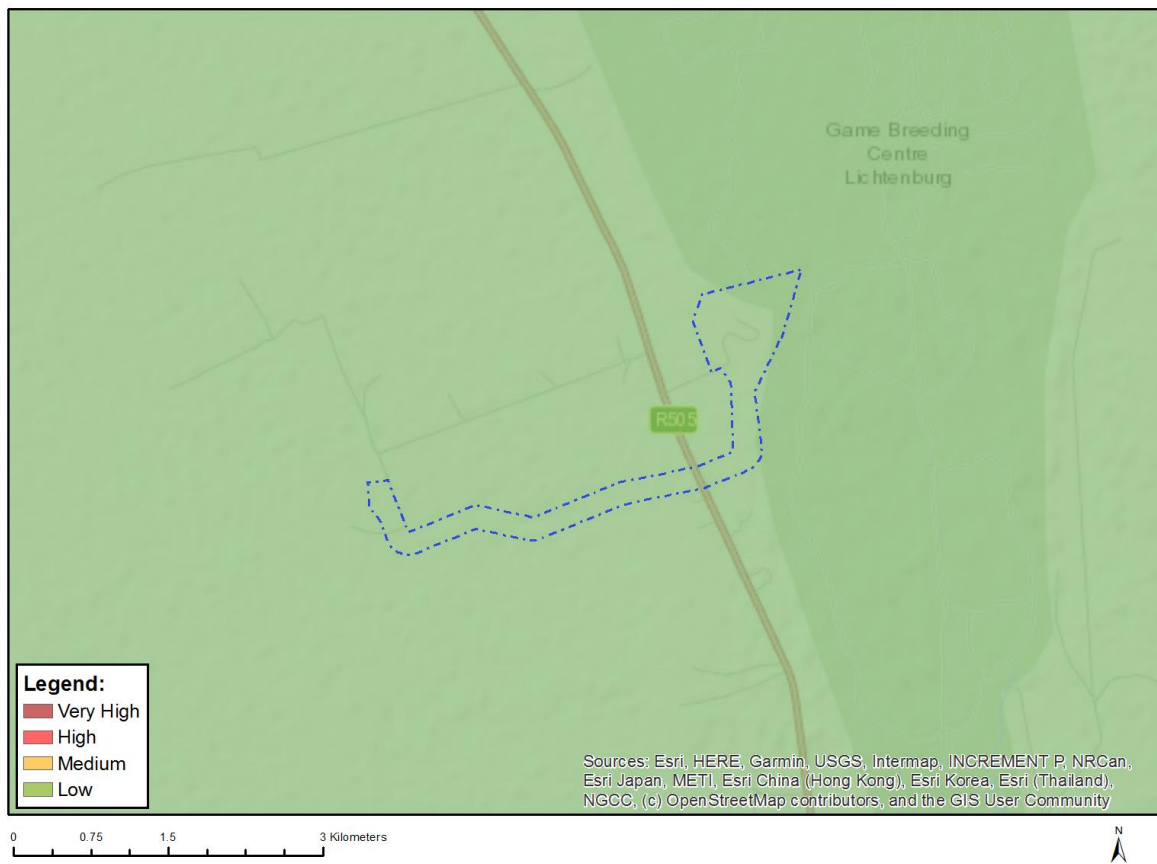 Game Breeding
Centre
Lichtenburg
R505
Legend:
Very High
High
Medium
Low
Sources: Esri, HERE, Garmin, USGS, Intermap, INCREMENT P, NRCan,
Esri Japan, METI, Esri China (Hong Kong), Esri Korea, Esri (Thailand),
NGCC, (c) OpenStreetMap contributors, and the GIS User Community
0 0.75 1.5 3 Kilometers
N